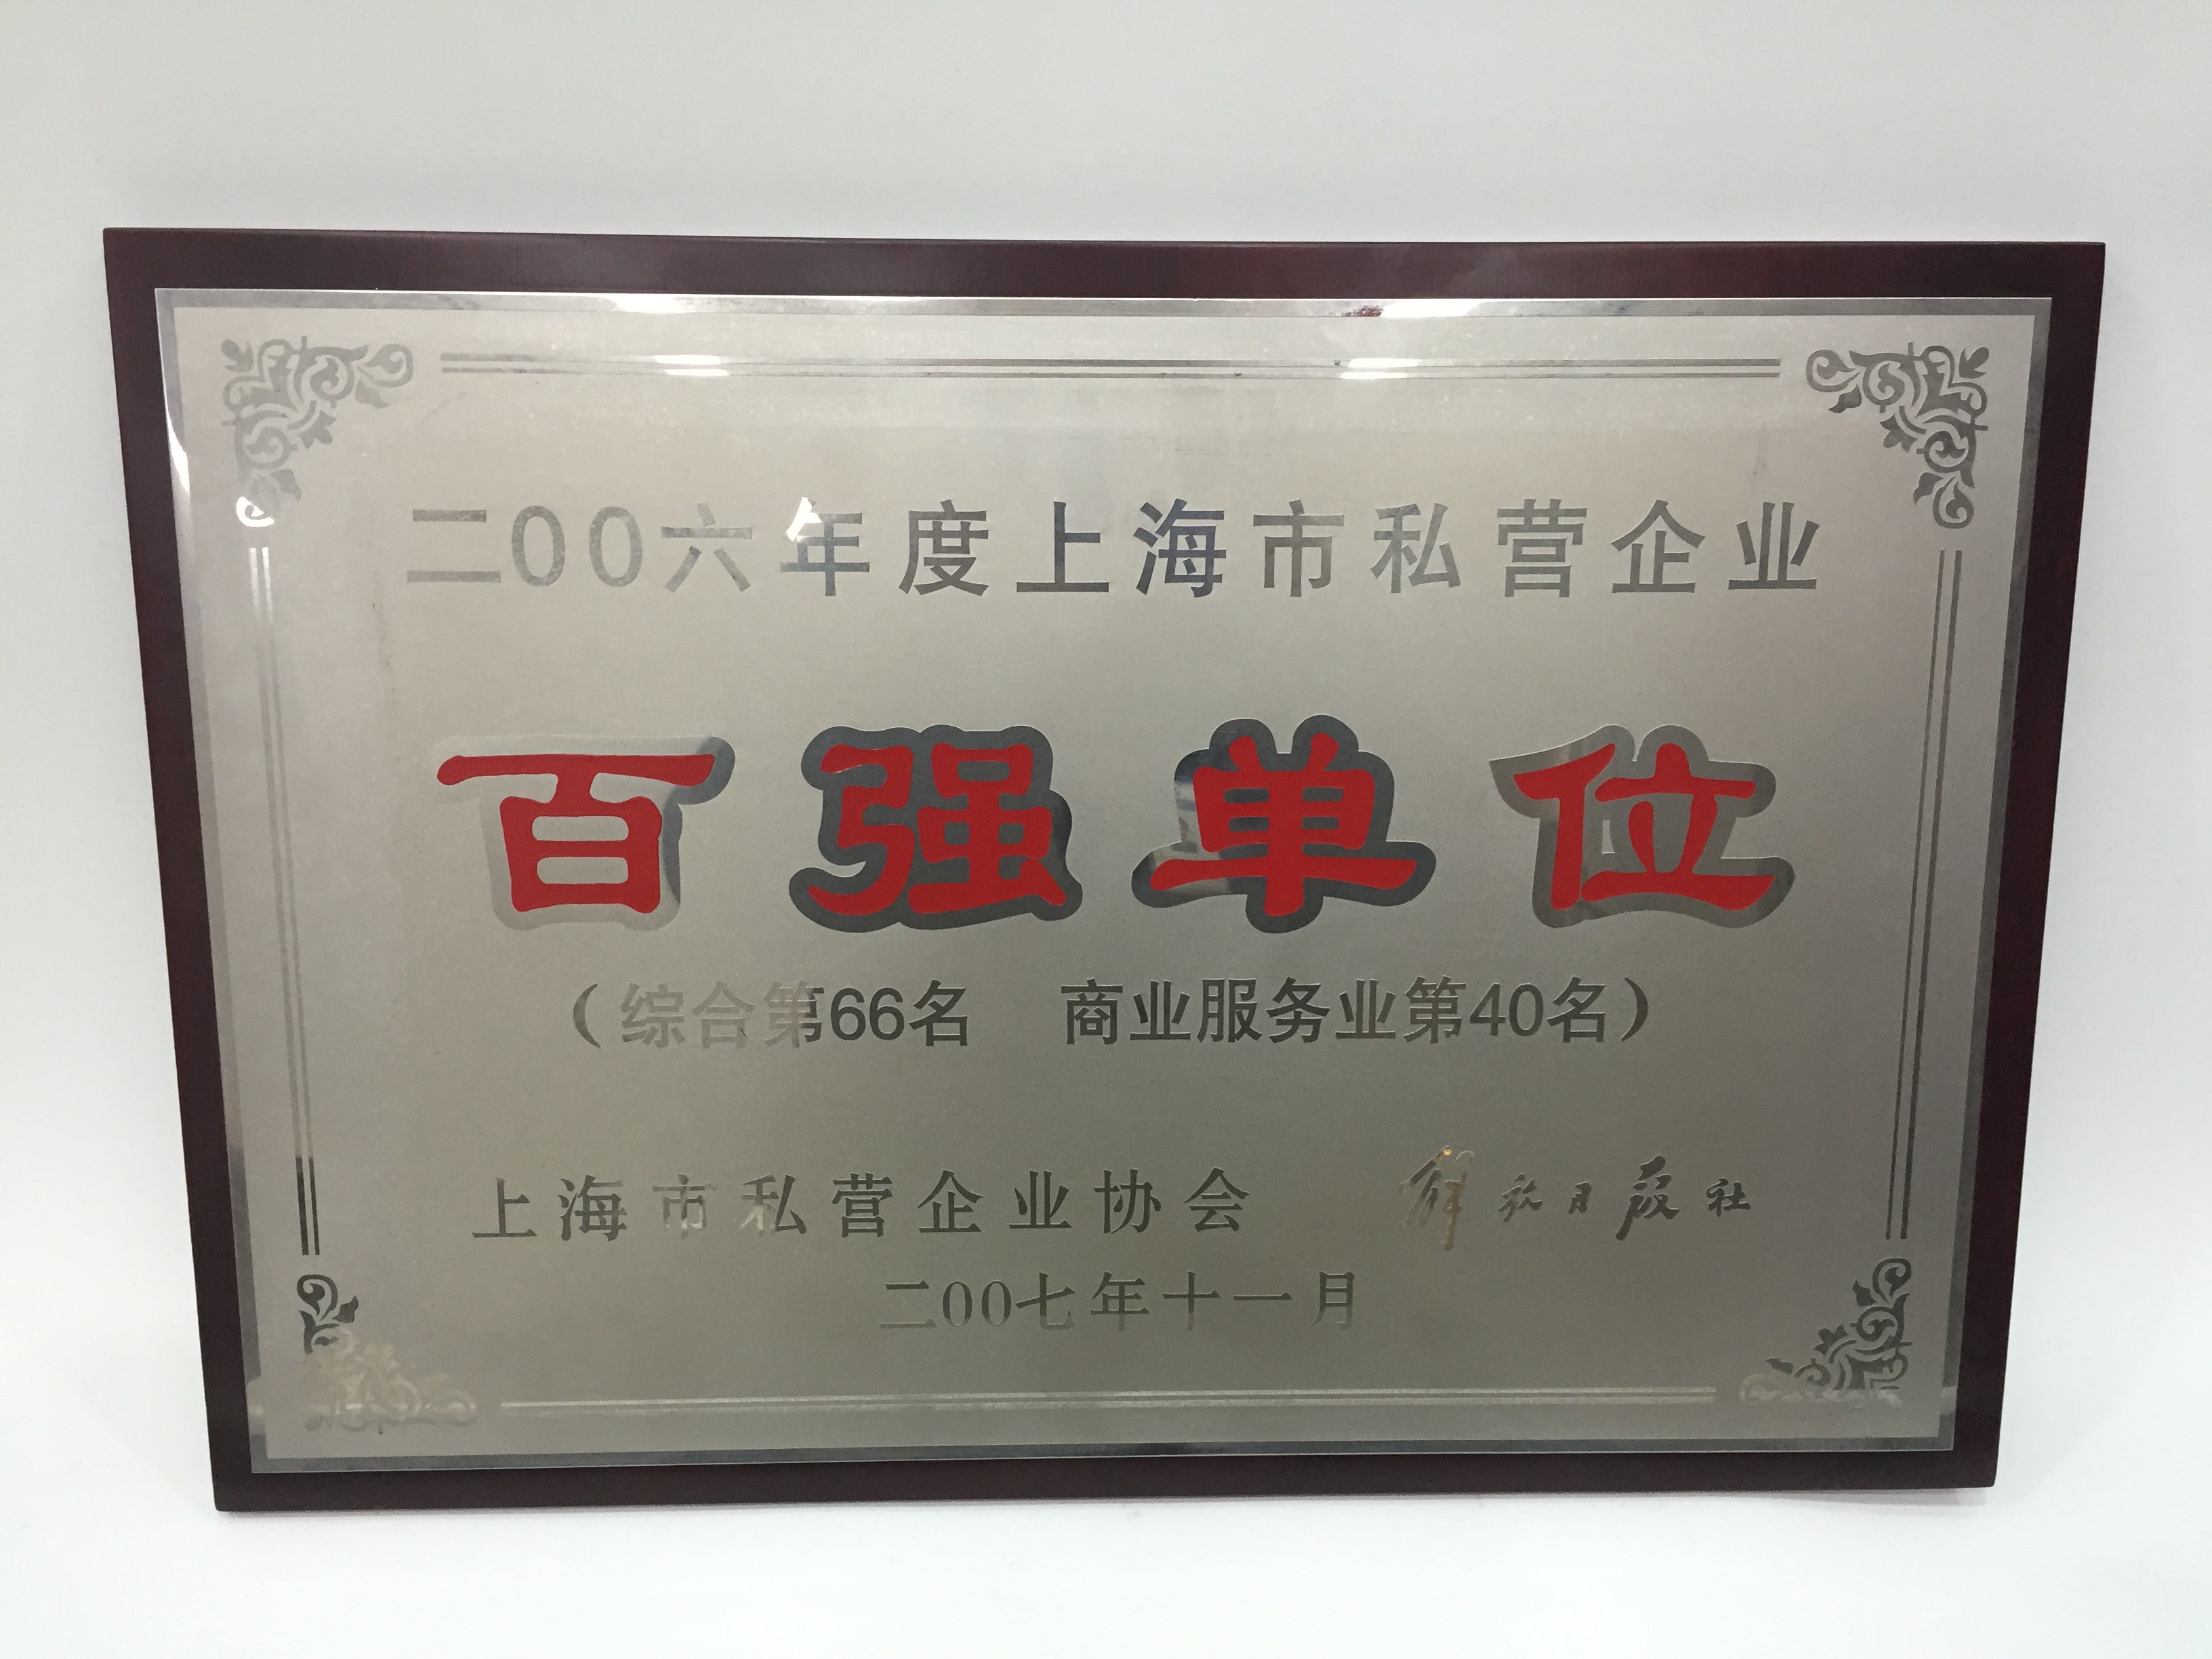 二00六年度上海市私营企业
百强单位
（综合第66名 商业服务业第40名）
上海市私营企业协会 解放日报社
二00七年十一月